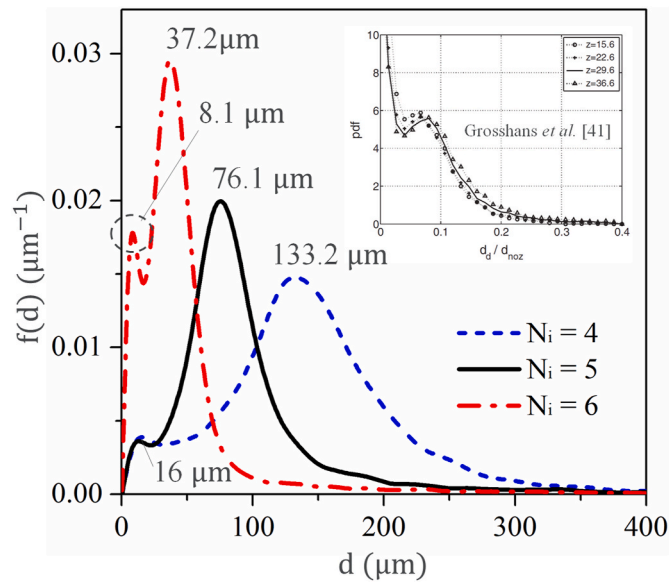 37.2μm
8.1 μm
76.1 μm
133.2 μm
16 μm
0.03
0.02
0.01
0.00
f(d) (μm⁻¹)
0
100
200
300
400
d (μm)
Nᵢ = 4
Nᵢ = 5
Nᵢ = 6
10
8
6
4
2
0
pdf
0
0.1
0.2
0.3
0.4
d_d / d_noz
z=15.6
z=22.6
z=29.6
z=36.6
Grosshans et al. [41]